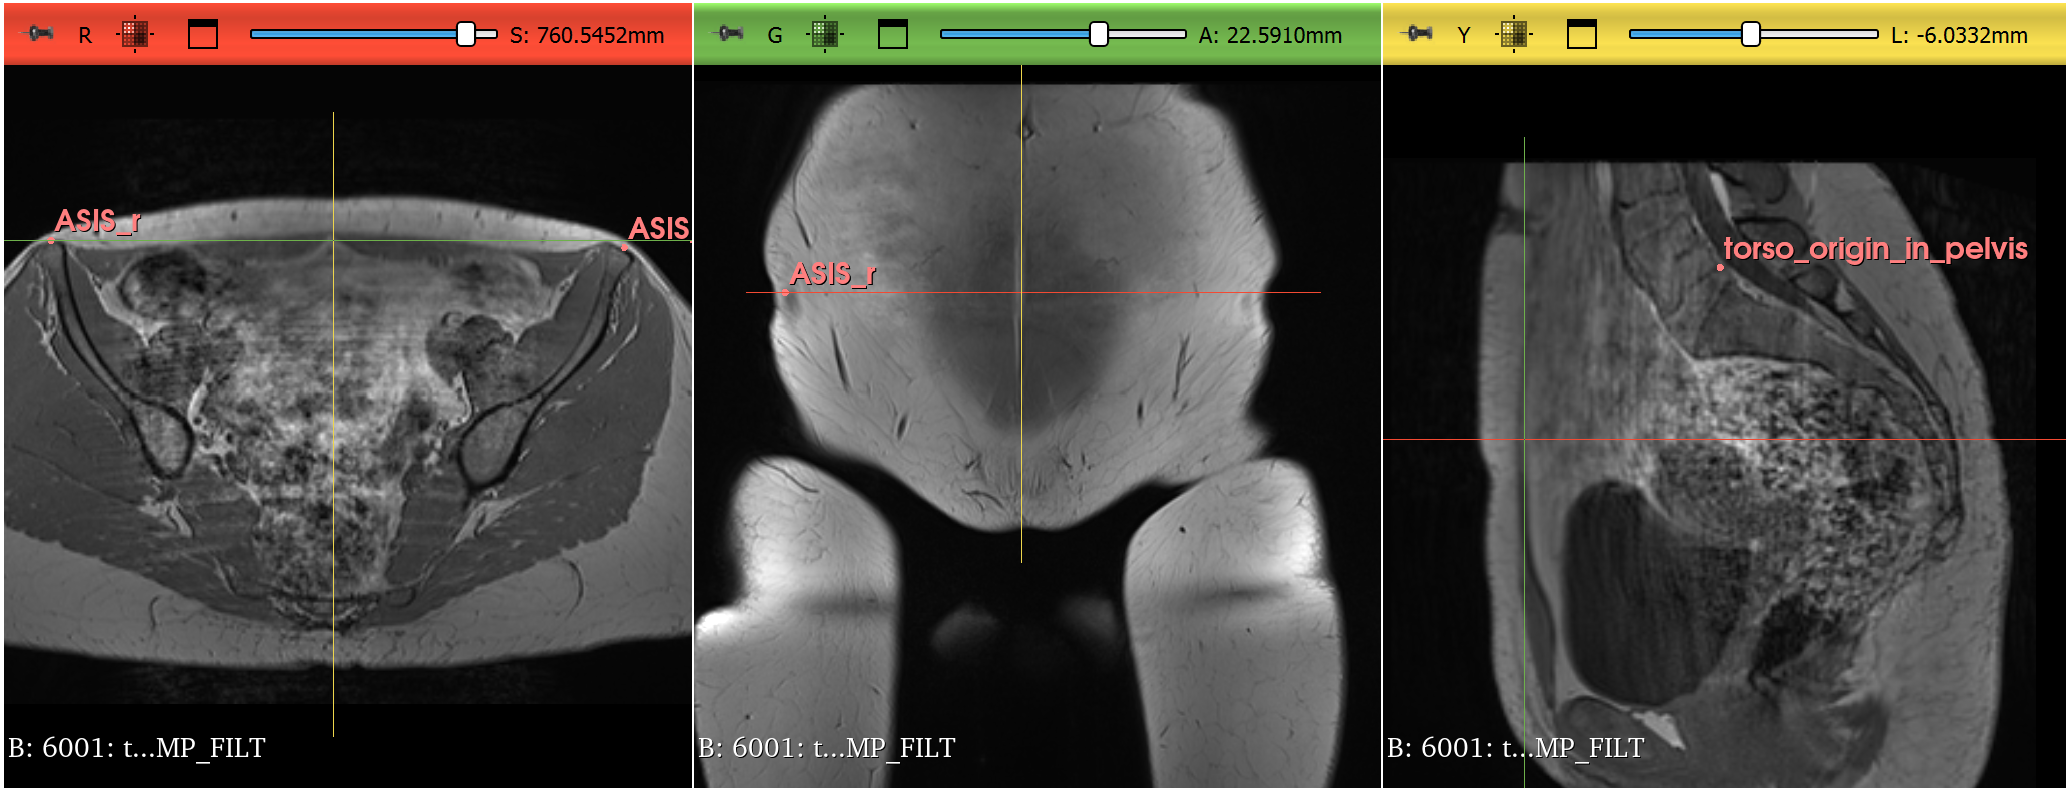 R S: 760.5452mm
G A: 22.5910mm
Y L: -6.0332mm
ASIS_r
ASIS
ASIS_r
torso_origin_in_pelvis
B: 6001: t...MP_FILT
B: 6001: t...MP_FILT
B: 6001: t...MP_FILT